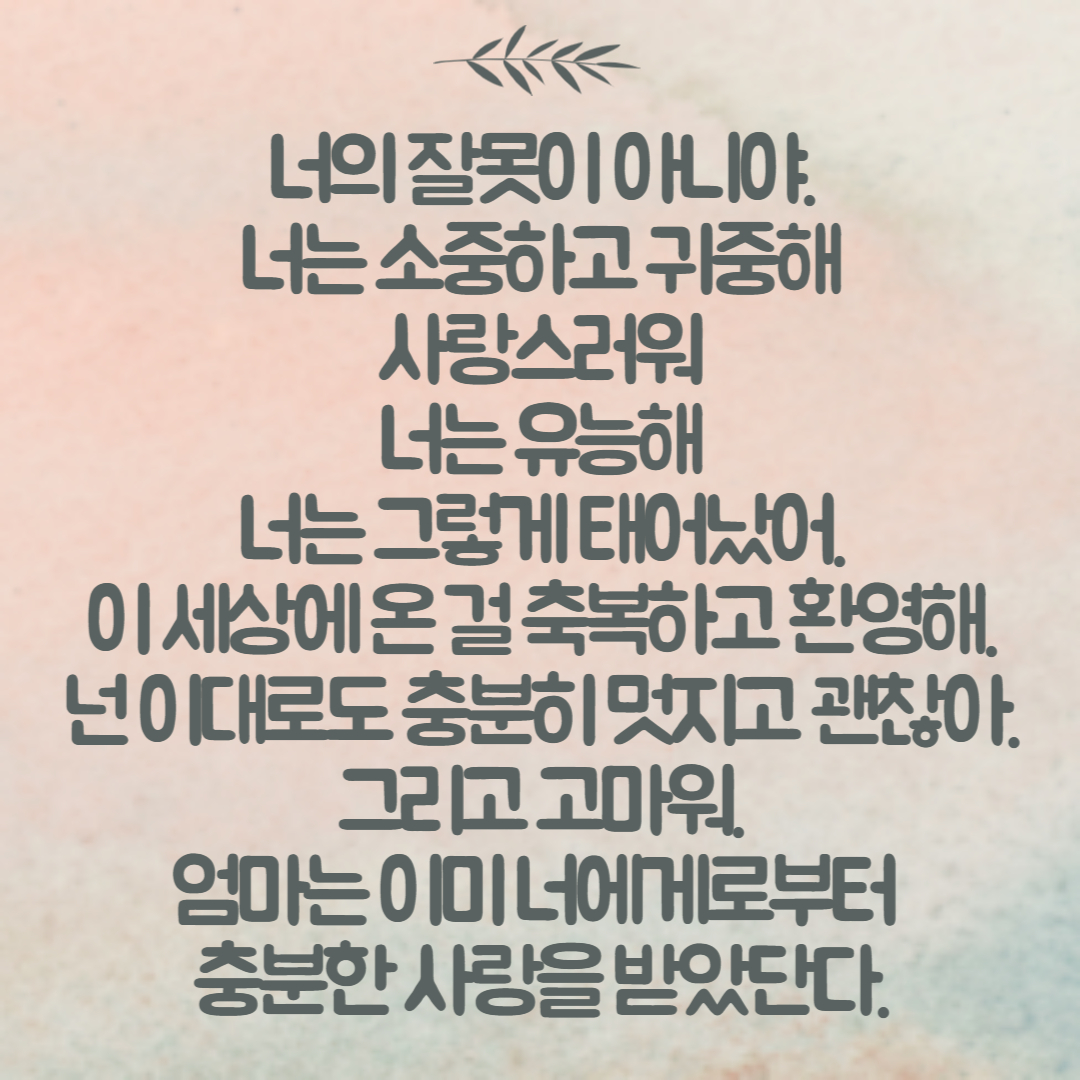 너의 잘못이 아니야.
너는 소중하고 귀중해
사랑스러워
너는 유능해
너는 그렇게 태어났어.
이 세상에 온 걸 축복하고 환영해.
넌 이대로도 충분히 멋지고 괜찮아.
그리고 고마워.
엄마는 이미 너에게로부터
충분한 사랑을 받았단다.